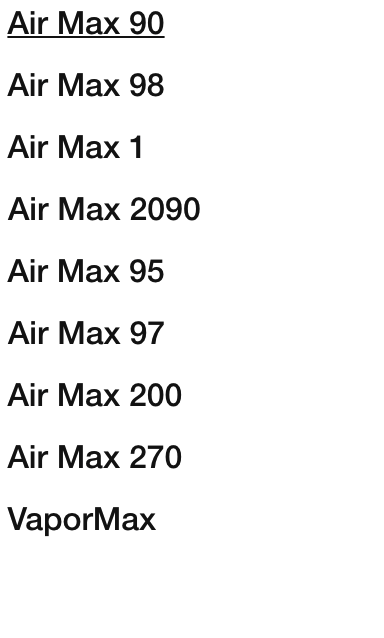 Air Max 90
Air Max 98
Air Max 1
Air Max 2090
Air Max 95
Air Max 97
Air Max 200
Air Max 270
VaporMax